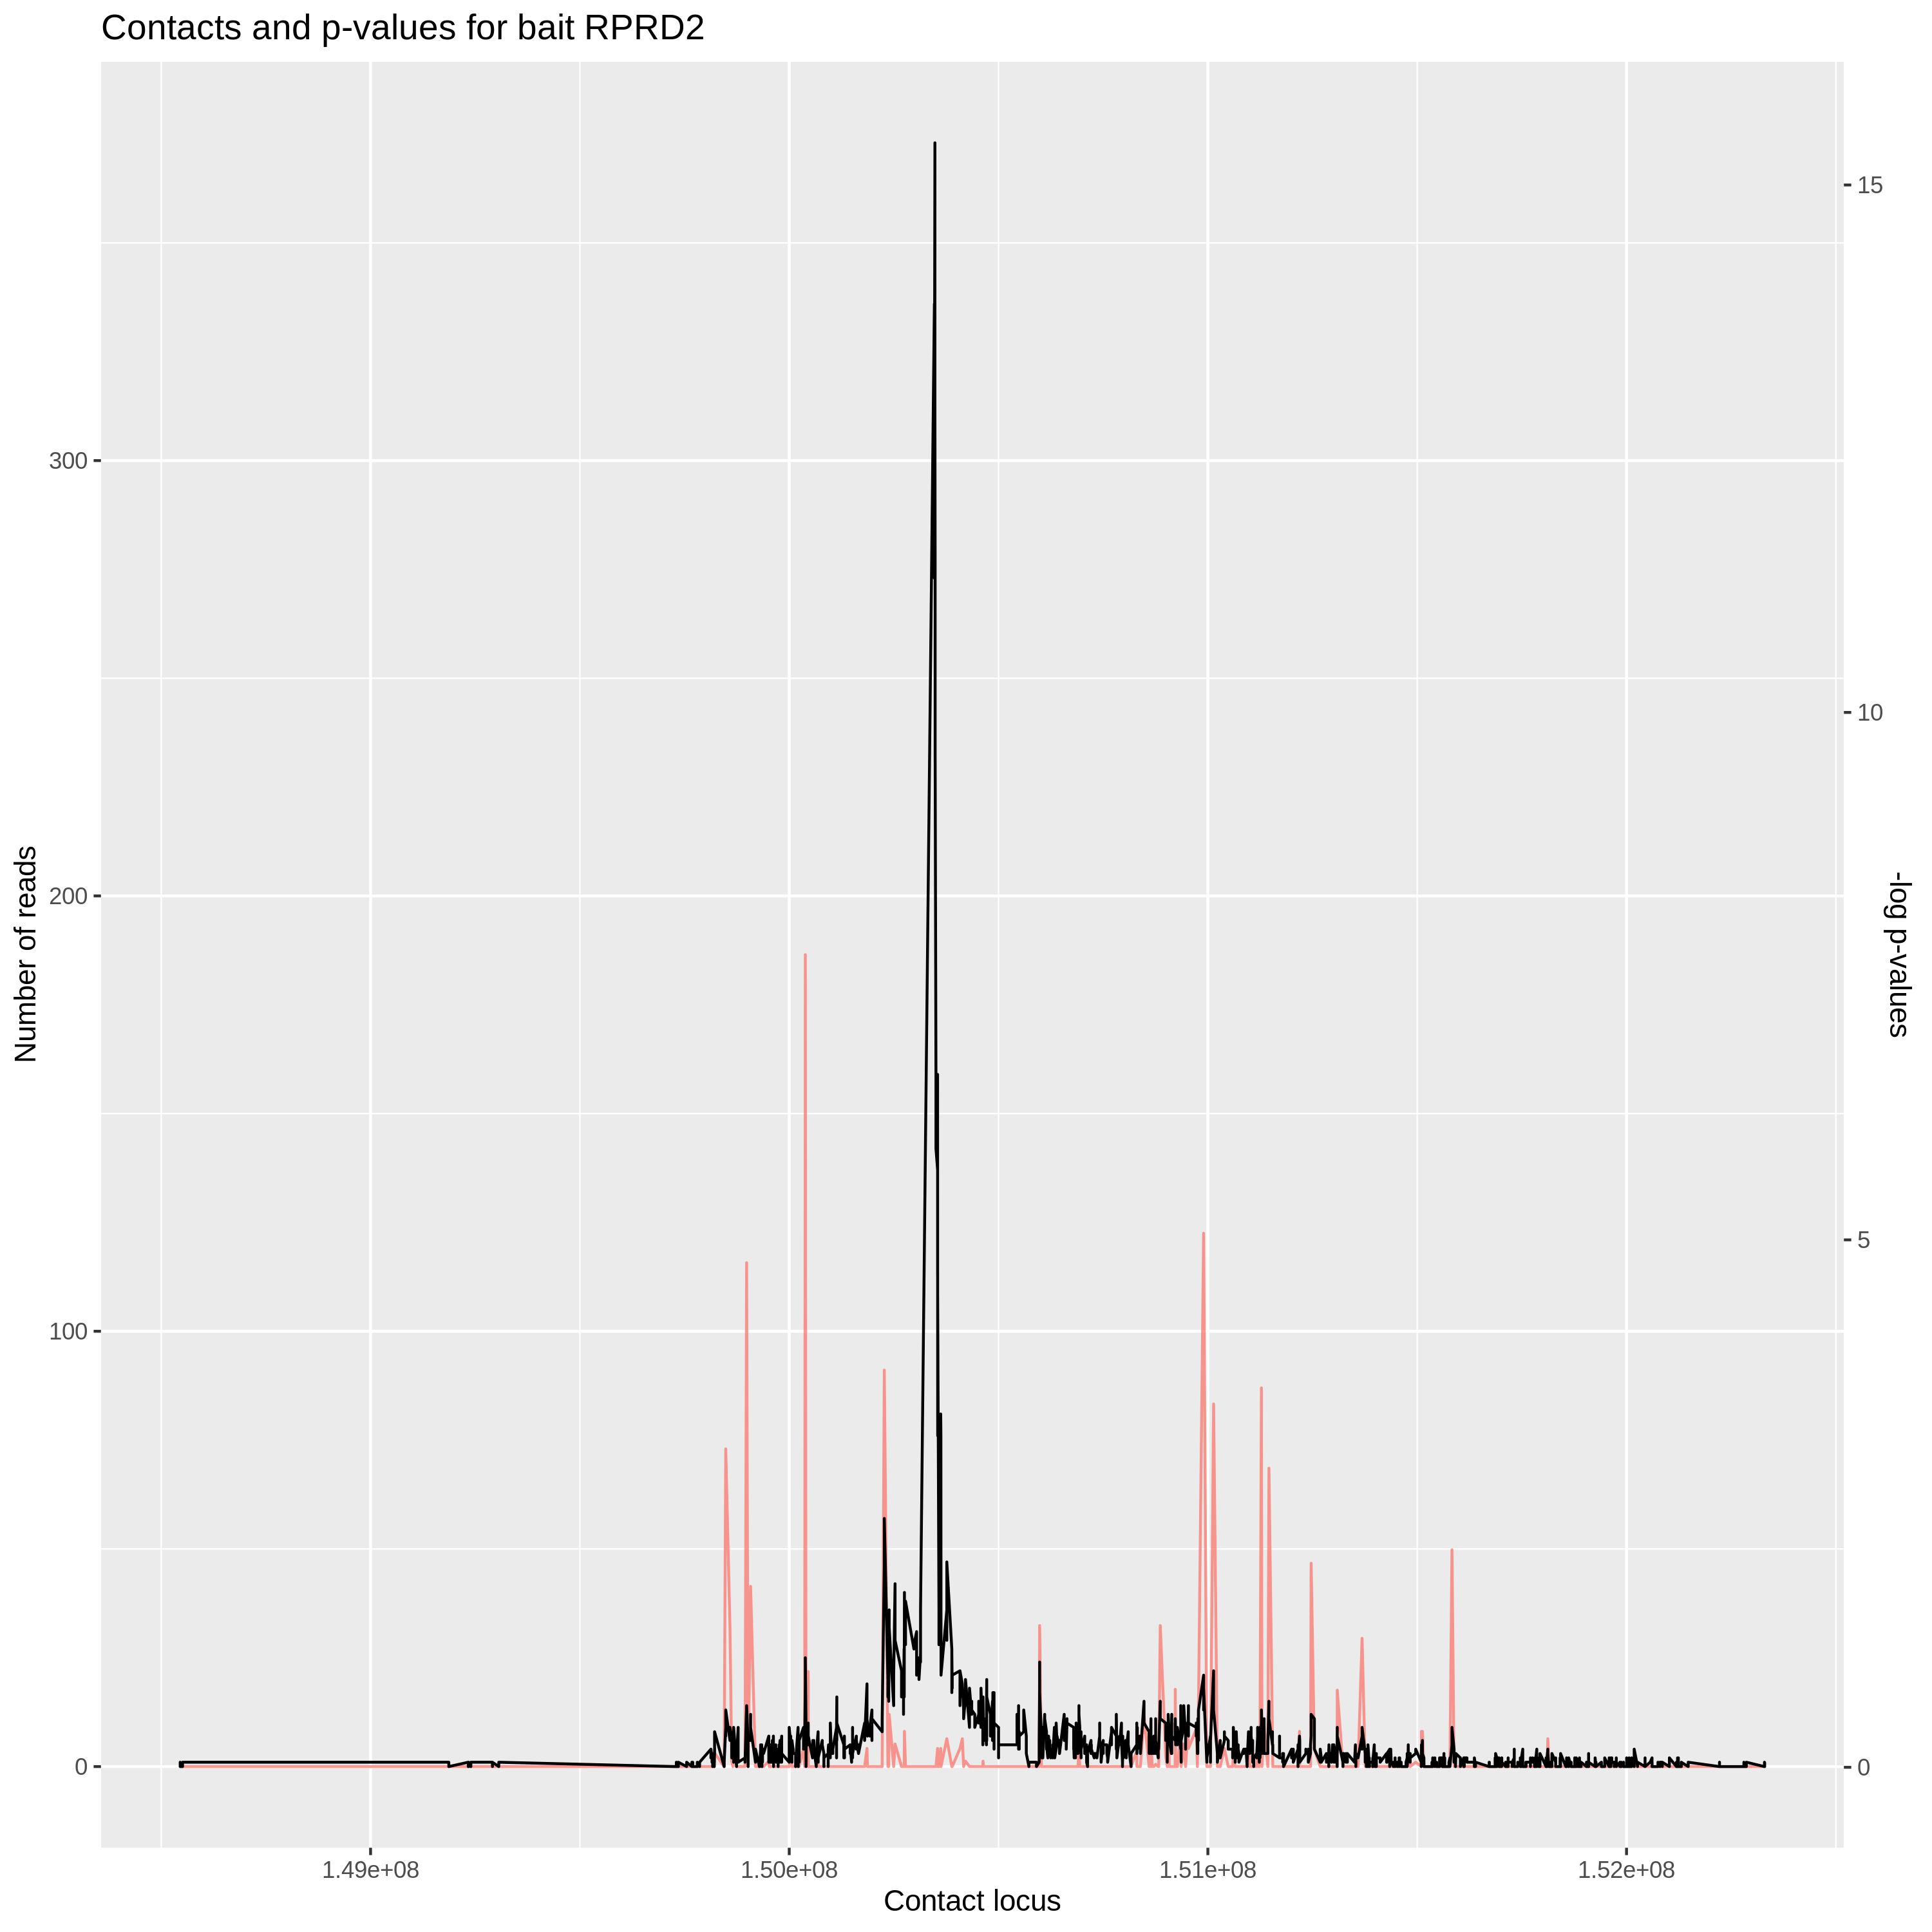 Contacts and p-values for bait RPRD2
Number of reads
300
200
100
0
15
10
5
0
-log p-values
1.49e+08
1.50e+08
1.51e+08
1.52e+08
Contact locus